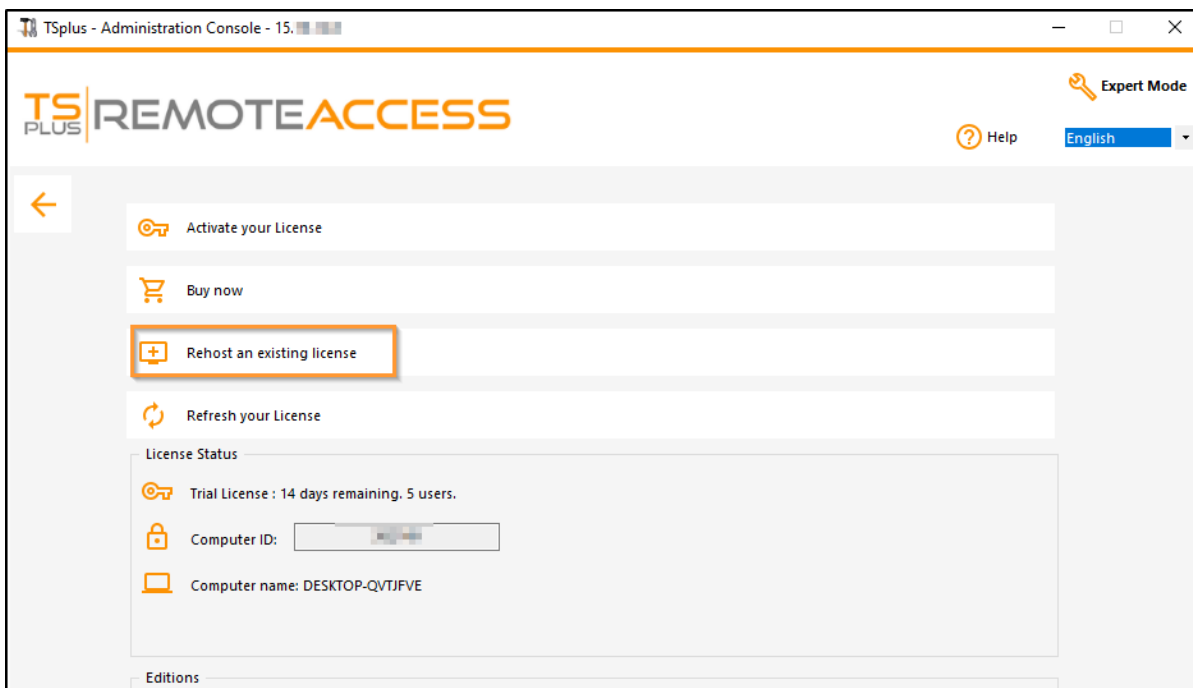 TSplus - Administration Console - 15.
Expert Mode
TS PLUS REMOTEACCESS
Help
English
Activate your License
Buy now
Rehost an existing license
Refresh your License
License Status
Trial License : 14 days remaining. 5 users.
Computer ID:
Computer name: DESKTOP-QVTJFVE
Editions